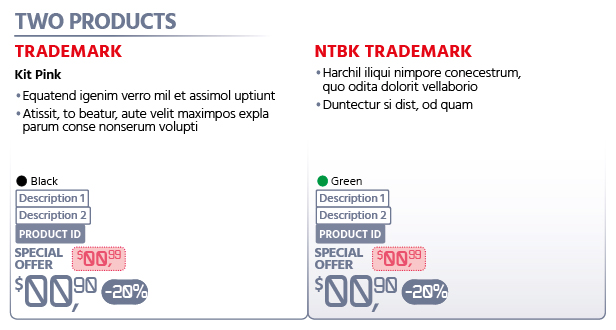 TWO PRODUCTS
TRADEMARK
Kit Pink
•Equatend igenim verro mil et assimol uptiunt
•Atissit, to beatur, aute velit maximpos expla
parum conse nonserum volupti
Black
Description 1
Description 2
PRODUCT ID
SPECIAL
OFFER
$00,99
$00,90
-20%
NTBK TRADEMARK
•Harchil iliqui nimpore conecestrum,
quo odita dolorit vellaborio
•Duntectur si dist, od quam
Green
Description 1
Description 2
PRODUCT ID
SPECIAL
OFFER
$00,99
$00,90
-20%